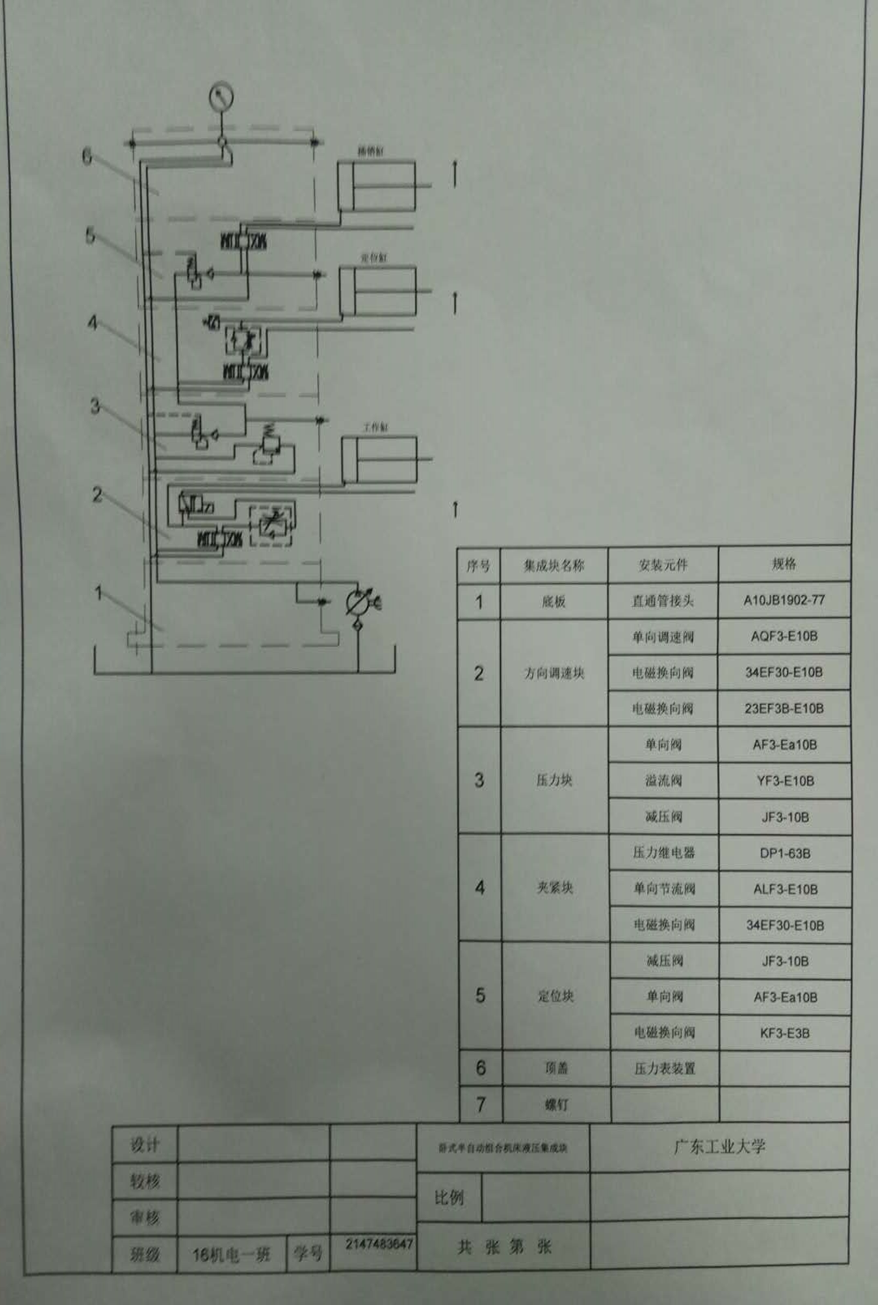 6
5
定位缸
4
3
工作缸
2
1
序号 集成块名称 安装元件 规格
1 底板 直通管接头 A10JB1902-77
2 方向调速块 单向调速阀 AQF3-E10B
电磁换向阀 34EF30-E10B
电磁换向阀 23EF3B-E10B
3 压力块 单向阀 AF3-Ea10B
溢流阀 YF3-E10B
减压阀 JF3-10B
4 夹紧块 压力继电器 DP1-63B
单向节流阀 ALF3-E10B
电磁换向阀 34EF30-E10B
5 定位块 减压阀 JF3-10B
单向阀 AF3-Ea10B
电磁换向阀 KF3-E3B
6 顶盖 压力表装置
7 螺钉
设计 卧式半自动组合机床液压集成块 广东工业大学
较核
比例
审核
班级 16机电一班 学号 2147483647 共 张 第 张